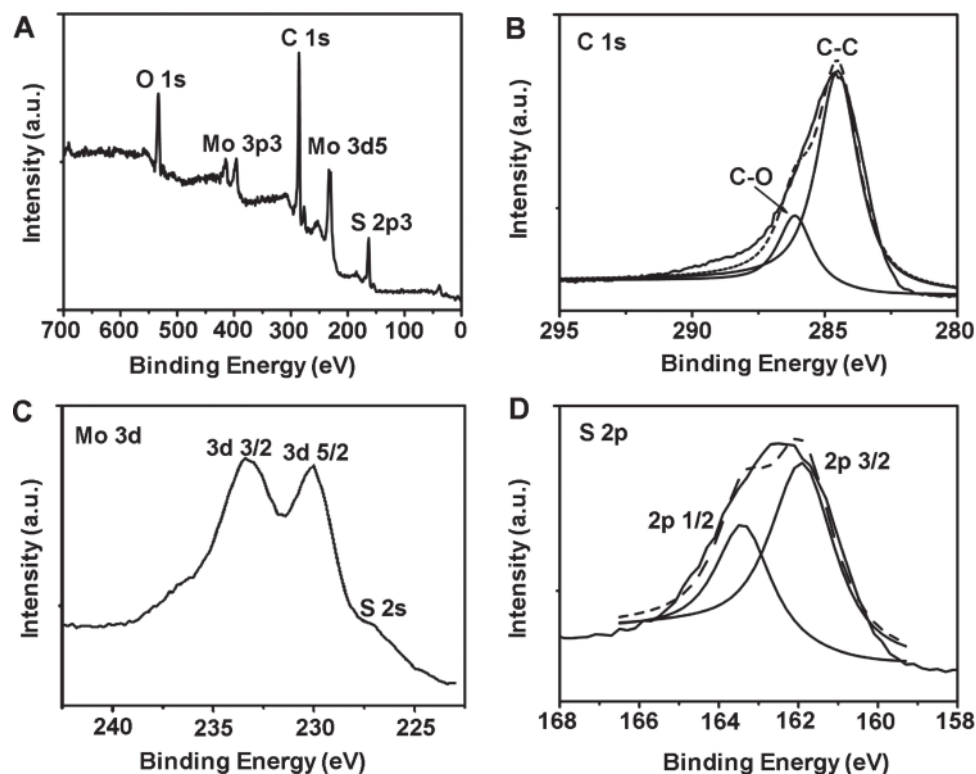 A
C 1s
O 1s
Mo 3p3
Mo 3d5
S 2p3
Intensity (a.u.)
700 600 500 400 300 200 100 0
Binding Energy (eV)
B
C 1s
C-C
C-O
Intensity (a.u.)
295 290 285 280
Binding Energy (eV)
C
Mo 3d
3d 3/2 3d 5/2
S 2s
Intensity (a.u.)
235 230 225
Binding Energy (eV)
D
S 2p
2p 3/2
2p 1/2
Intensity (a.u.)
168 166 164 162 160 158
Binding Energy (eV)